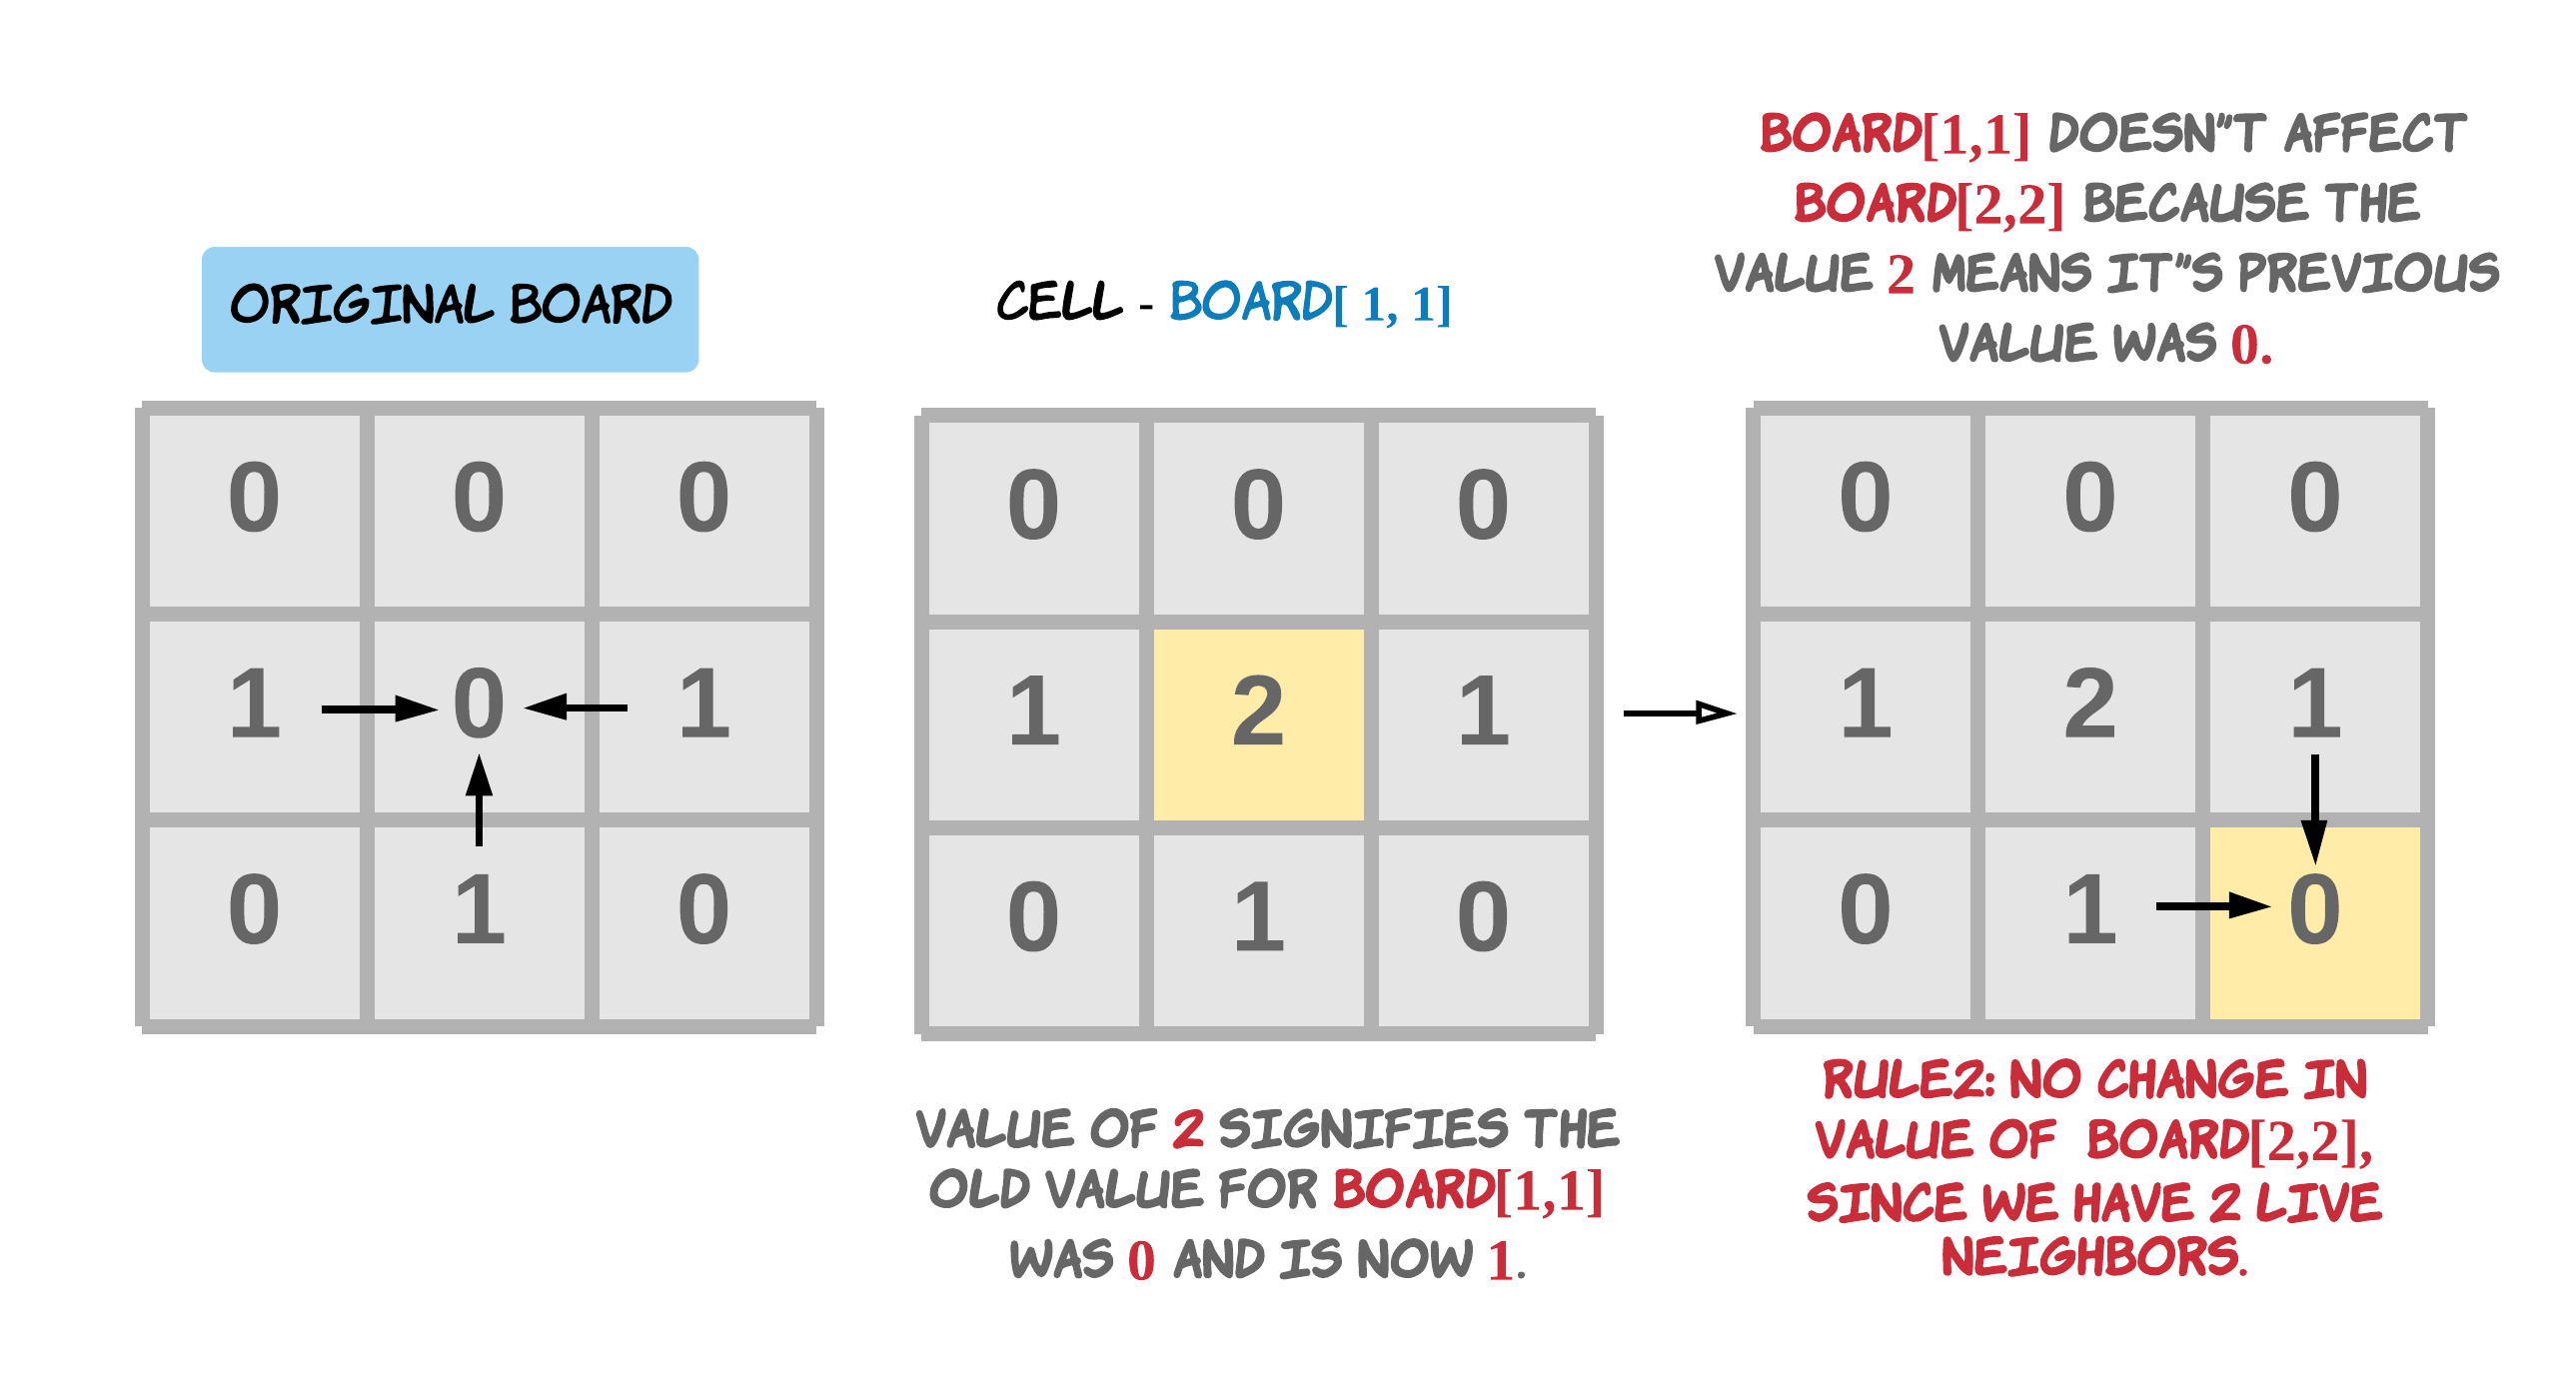 ORIGINAL BOARD
0 0 0
1 0 1
0 1 0
CELL - BOARD[ 1, 1]
0 0 0
1 2 1
0 1 0
VALUE OF 2 SIGNIFIES THE
OLD VALUE FOR BOARD[1,1]
WAS 0 AND IS NOW 1.
BOARD[1,1] DOESN"T AFFECT
BOARD[2,2] BECAUSE THE
VALUE 2 MEANS IT"S PREVIOUS
VALUE WAS 0.
0 0 0
1 2 1
0 1 0
RULE2: NO CHANGE IN
VALUE OF BOARD[2,2],
SINCE WE HAVE 2 LIVE
NEIGHBORS.